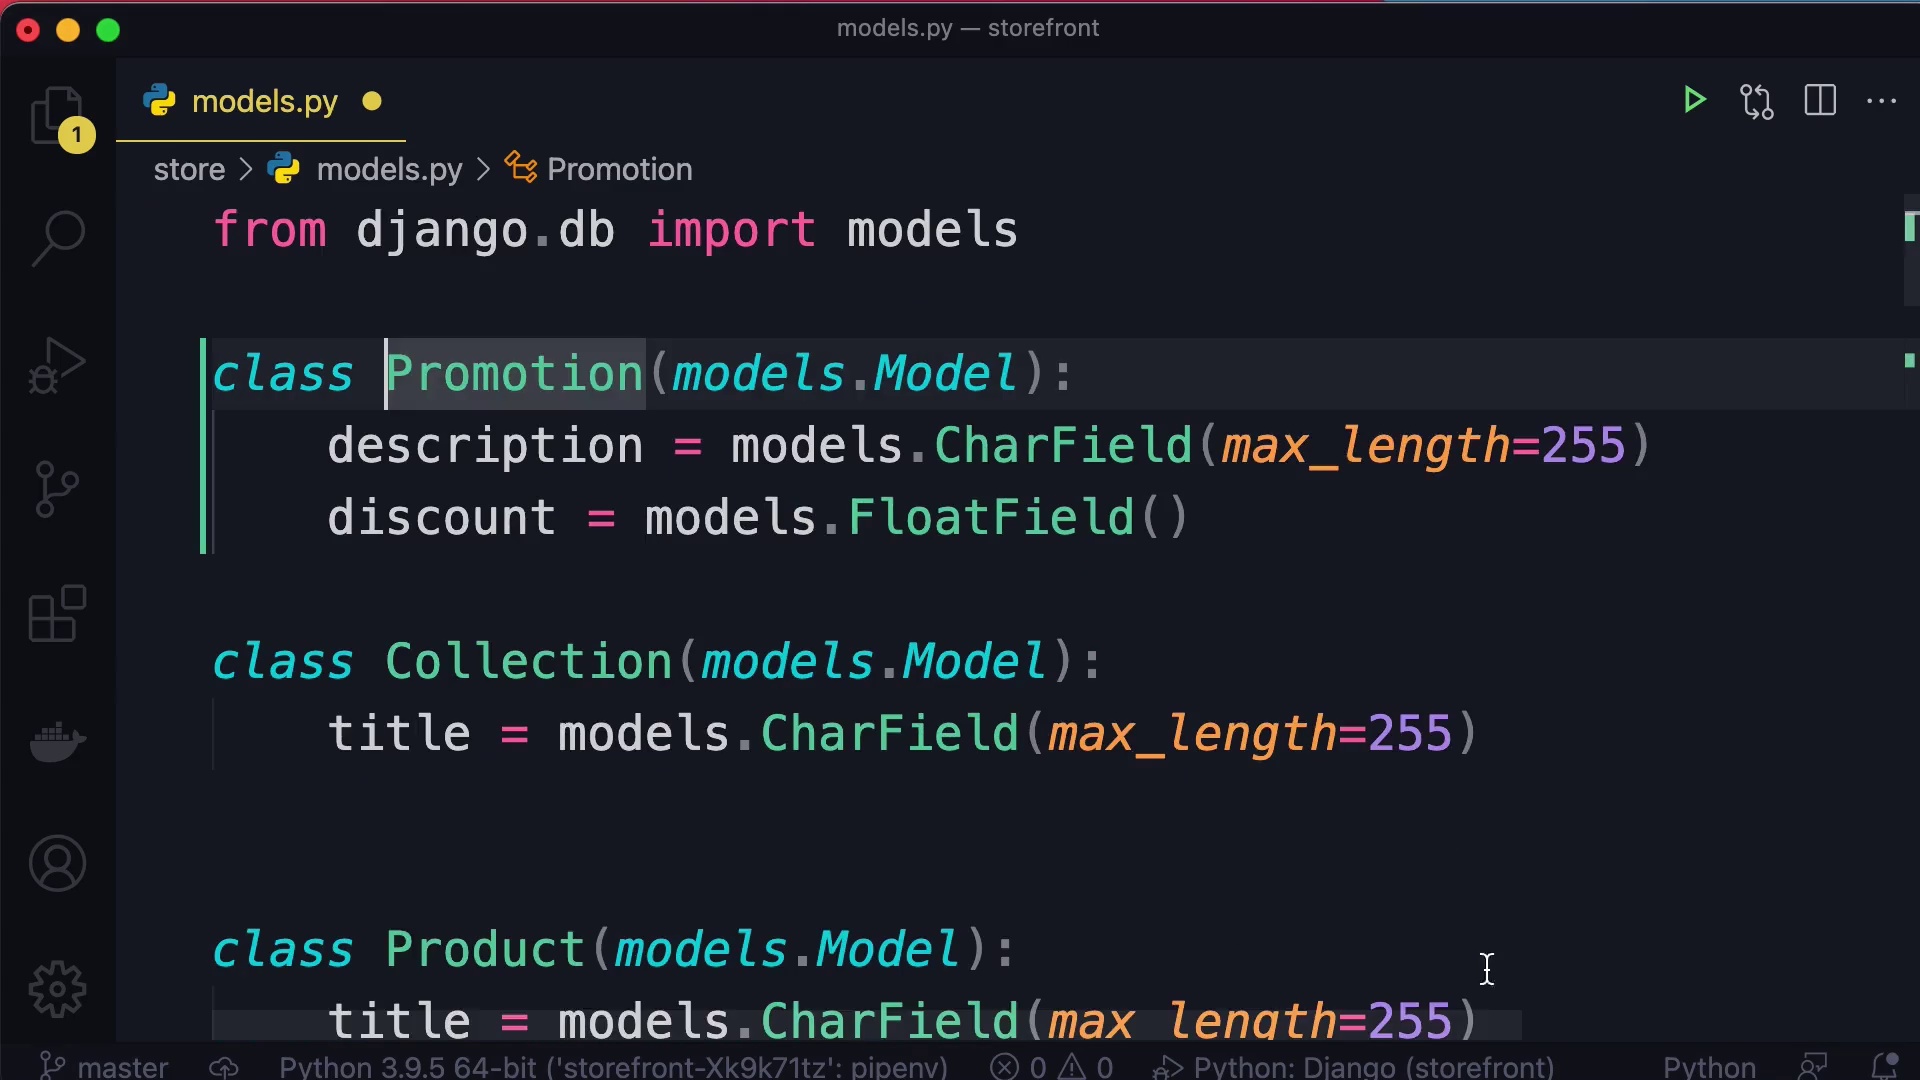 models.py — storefront
models.py
1
store > models.py > Promotion
from django.db import models
class Promotion(models.Model):
    description = models.CharField(max_length=255)
    discount = models.FloatField()
class Collection(models.Model):
    title = models.CharField(max_length=255)
class Product(models.Model):
    title = models.CharField(max_length=255)
master Python 3.9.5 64-bit ('storefront-Xk9k71tz': pipenv) 0 0 Python: Django (storefront) Python